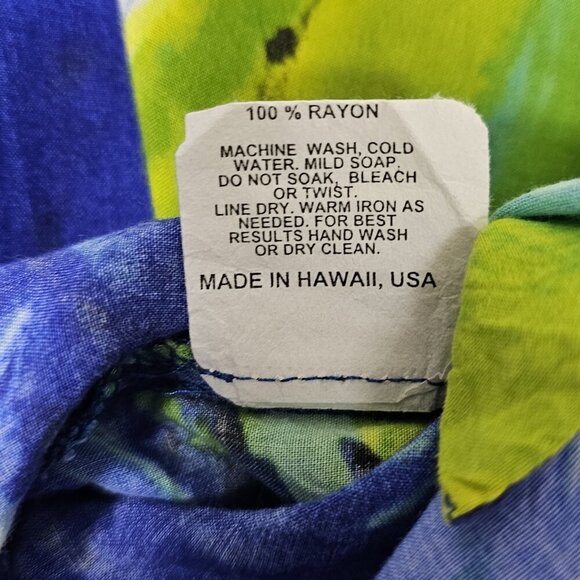 100 % RAYON
MACHINE WASH, COLD
WATER. MILD SOAP.
DO NOT SOAK, BLEACH
OR TWIST.
LINE DRY. WARM IRON AS
NEEDED. FOR BEST
RESULTS HAND WASH
OR DRY CLEAN.
MADE IN HAWAII, USA